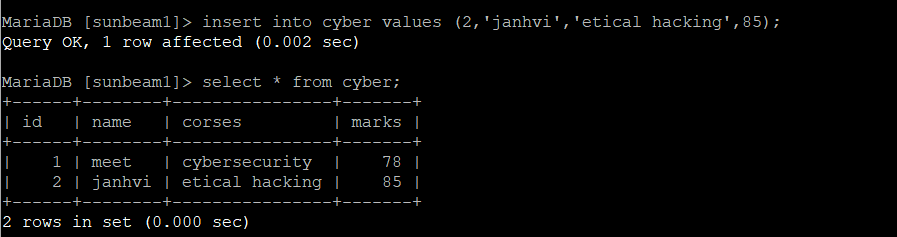 MariaDB [sunbeam1]> insert into cyber values (2,'janhvi','etical hacking',85);
Query OK, 1 row affected (0.002 sec)
MariaDB [sunbeam1]> select * from cyber;
+------+--------+----------------+-------+
| id   | name   | corses         | marks |
+------+--------+----------------+-------+
|    1 | meet   | cybersecurity  |    78 |
|    2 | janhvi | etical hacking |    85 |
+------+--------+----------------+-------+
2 rows in set (0.000 sec)